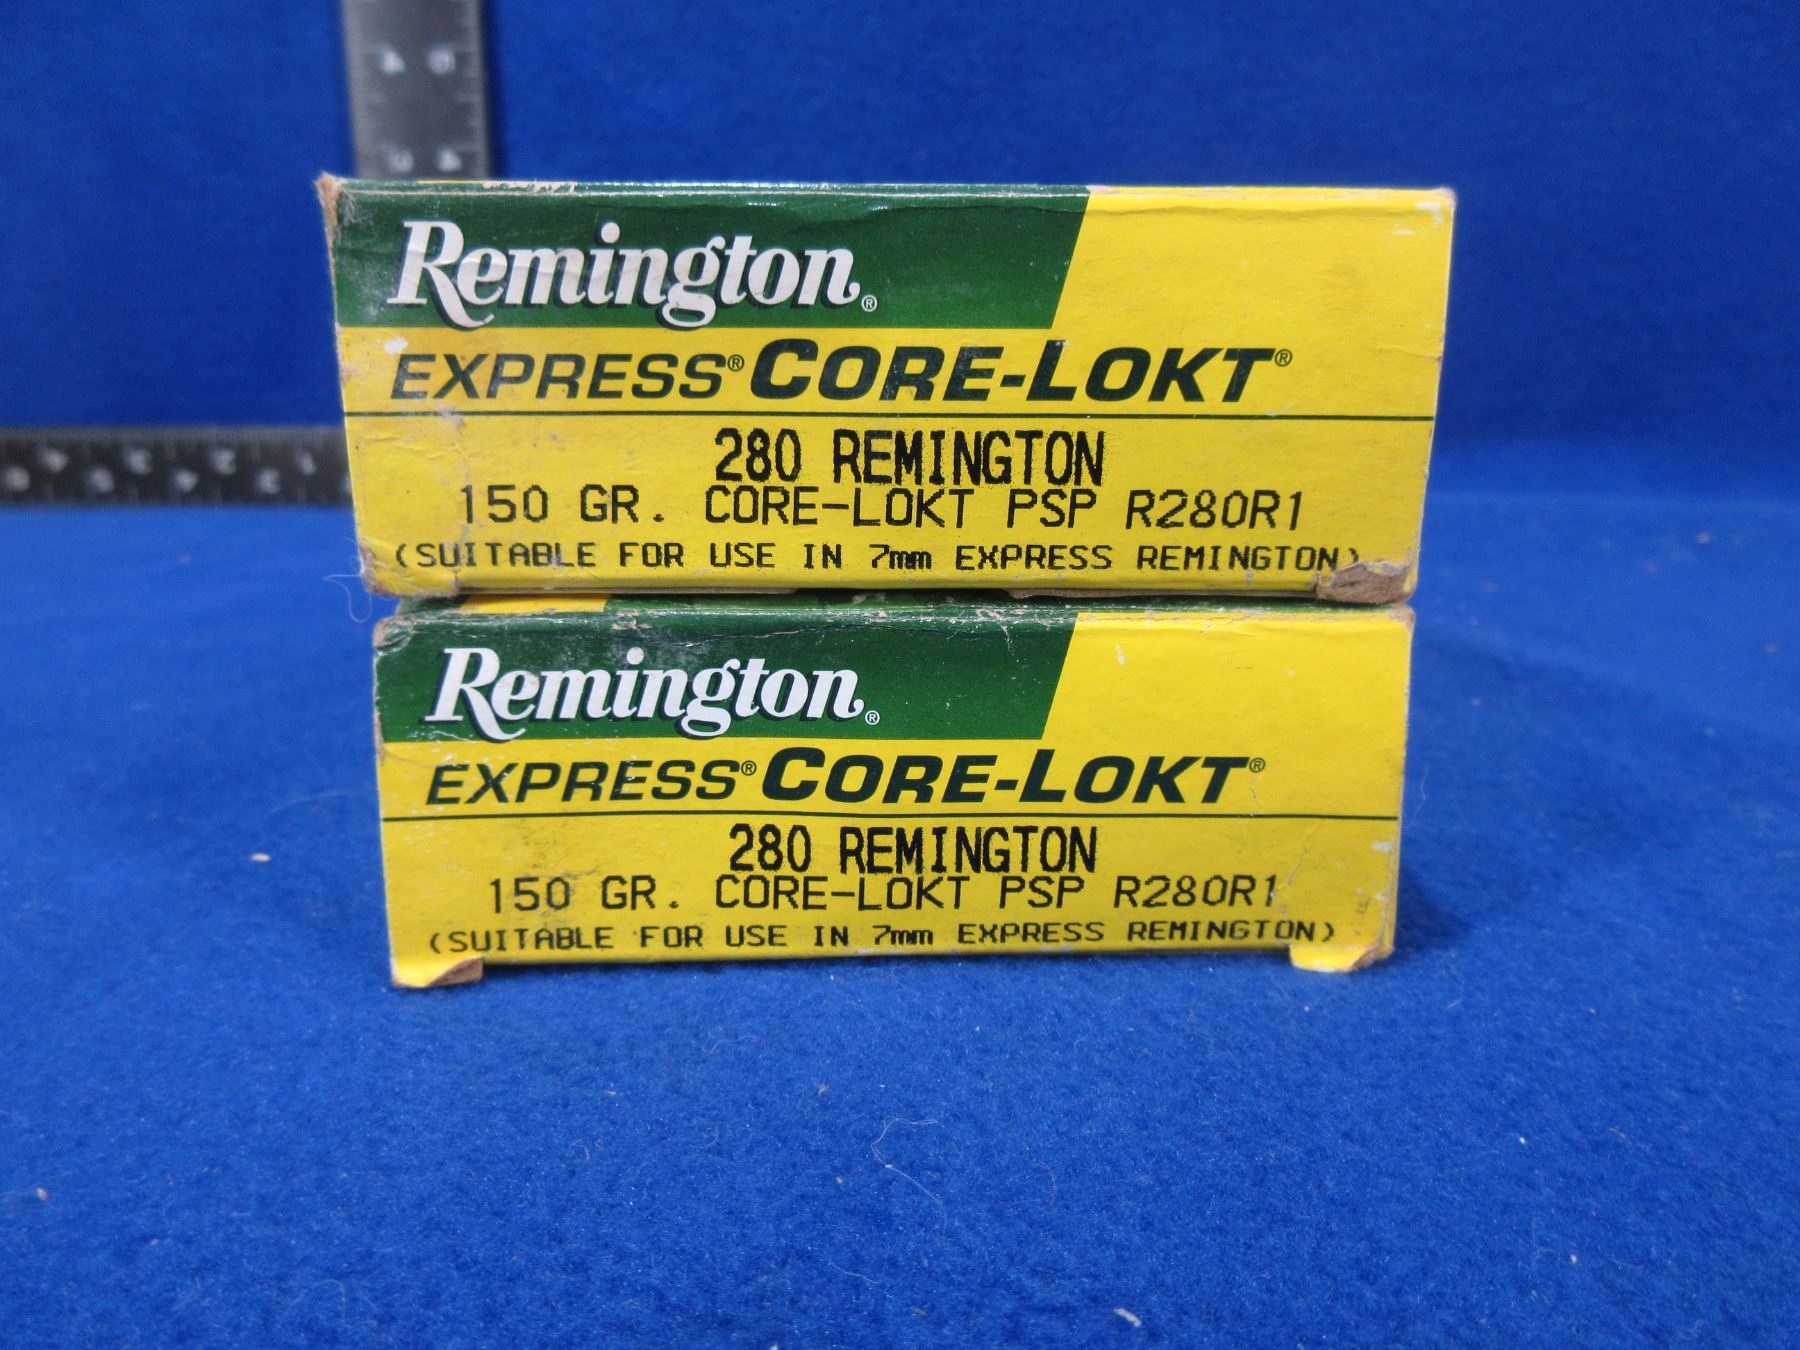 Remington®
EXPRESS® CORE-LOKT®
280 REMINGTON
150 GR. CORE-LOKT PSP R280R1
(SUITABLE FOR USE IN 7mm EXPRESS REMINGTON)
Remington®
EXPRESS® CORE-LOKT®
280 REMINGTON
150 GR. CORE-LOKT PSP R280R1
(SUITABLE FOR USE IN 7mm EXPRESS REMINGTON)